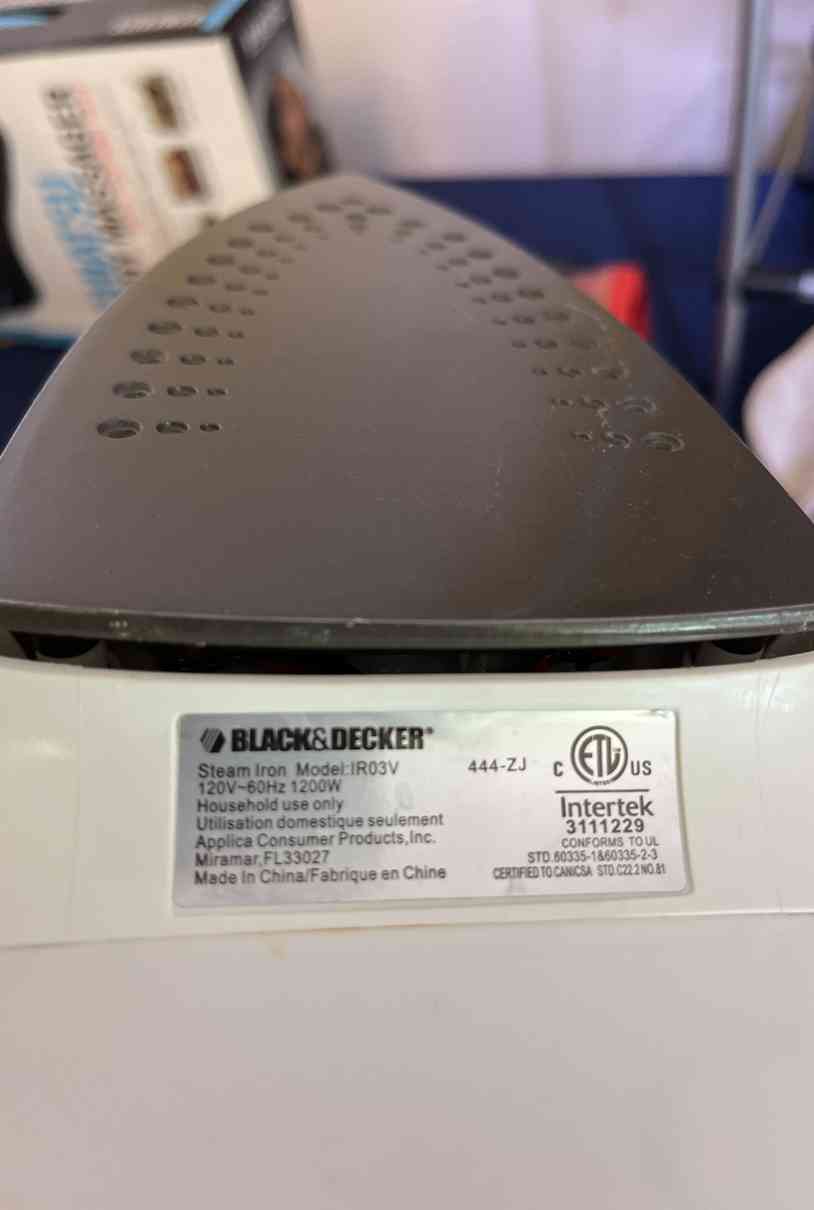 BLACK&DECKER®
Steam Iron Model:IR03V
120V~60Hz 1200W
Household use only
Utilisation domestique seulement
Applica Consumer Products,Inc.
Miramar,FL33027
Made In China/Fabrique en Chine
444-ZJ
C ETL US
Intertek
3111229
CONFORMS TO UL
STD.60335-1&60335-2-3
CERTIFIED TO CAN/CSA STD.C22.2 NO.81